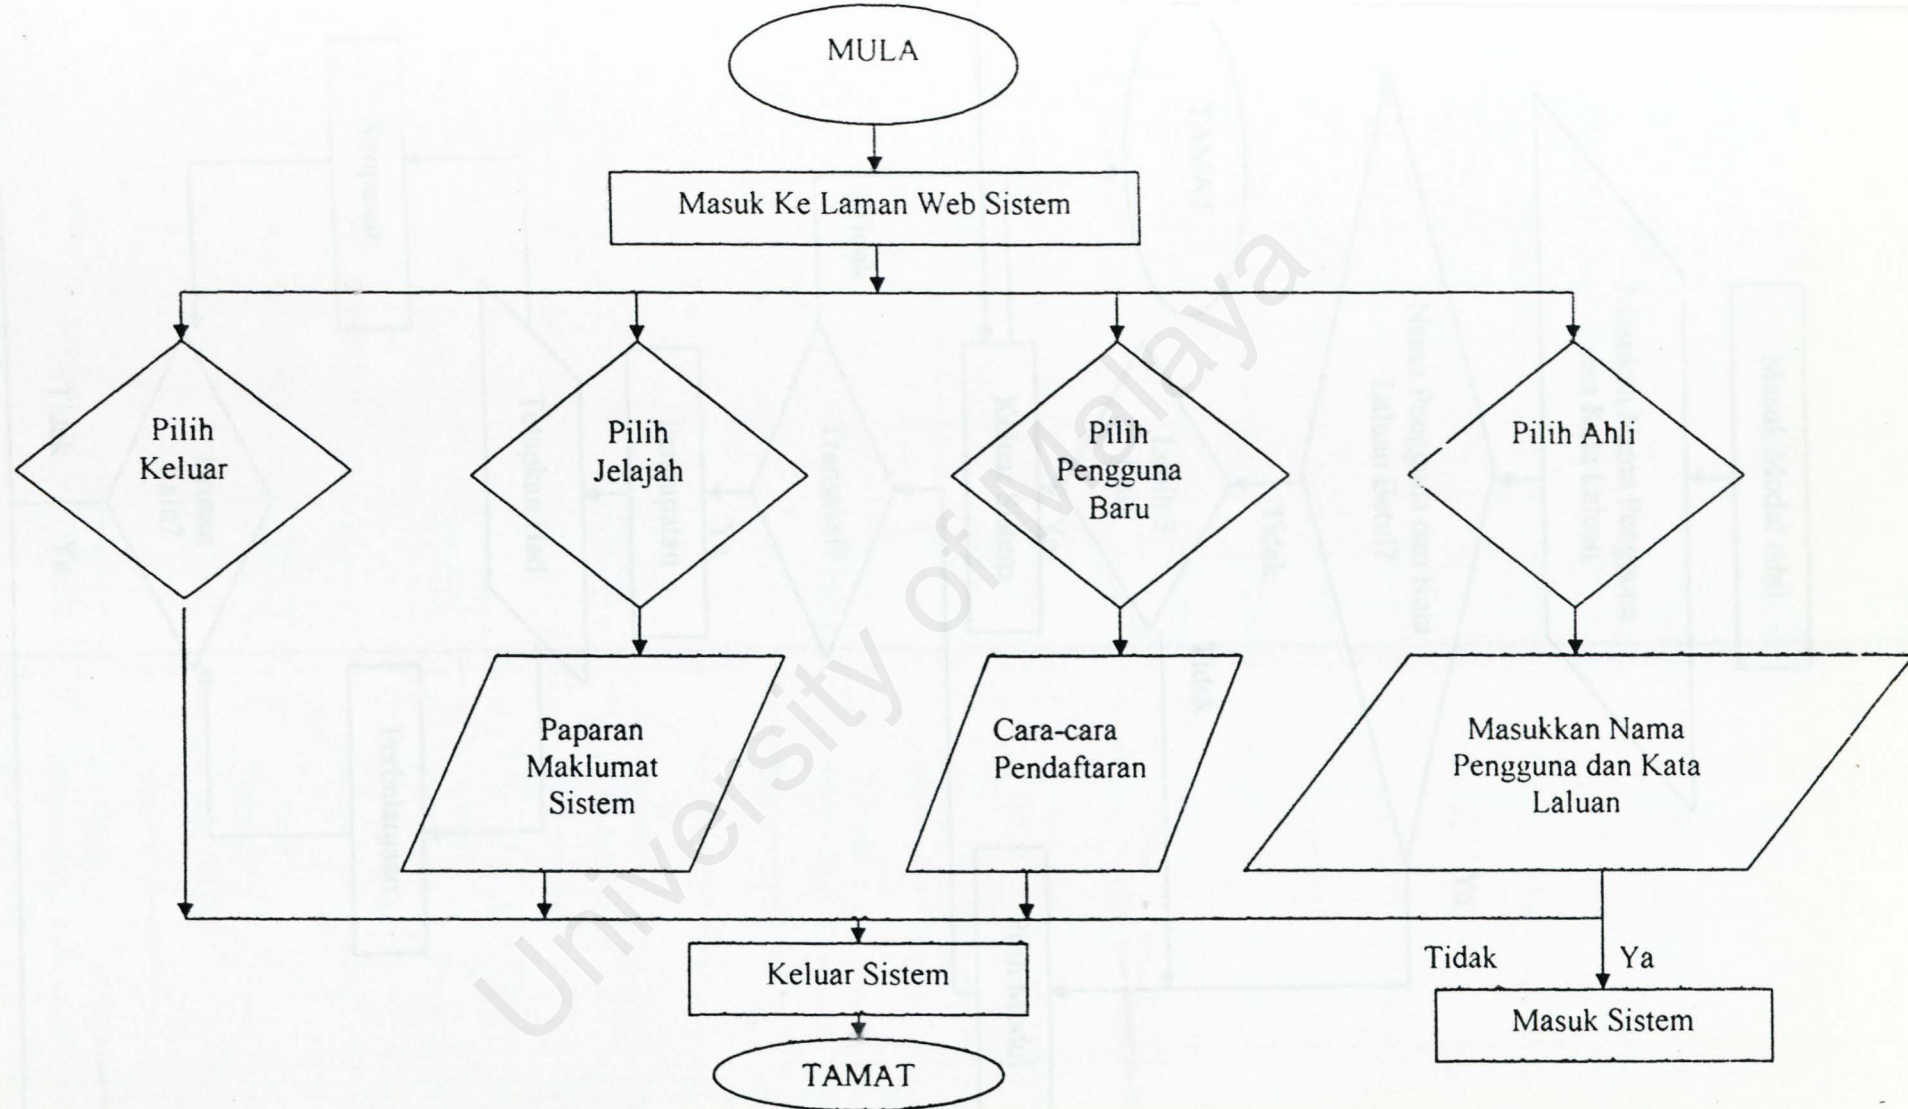 MULA
Masuk Ke Laman Web Sistem
Pilih
Keluar
Pilih
Jelajah
Pilih
Pengguna
Baru
Pilih Ahli
Paparan
Maklumat
Sistem
Cara-cara
Pendaftaran
Masukkan Nama
Pengguna dan Kata
Laluan
Tidak
Ya
Keluar Sistem
Masuk Sistem
TAMAT
University of Malaya